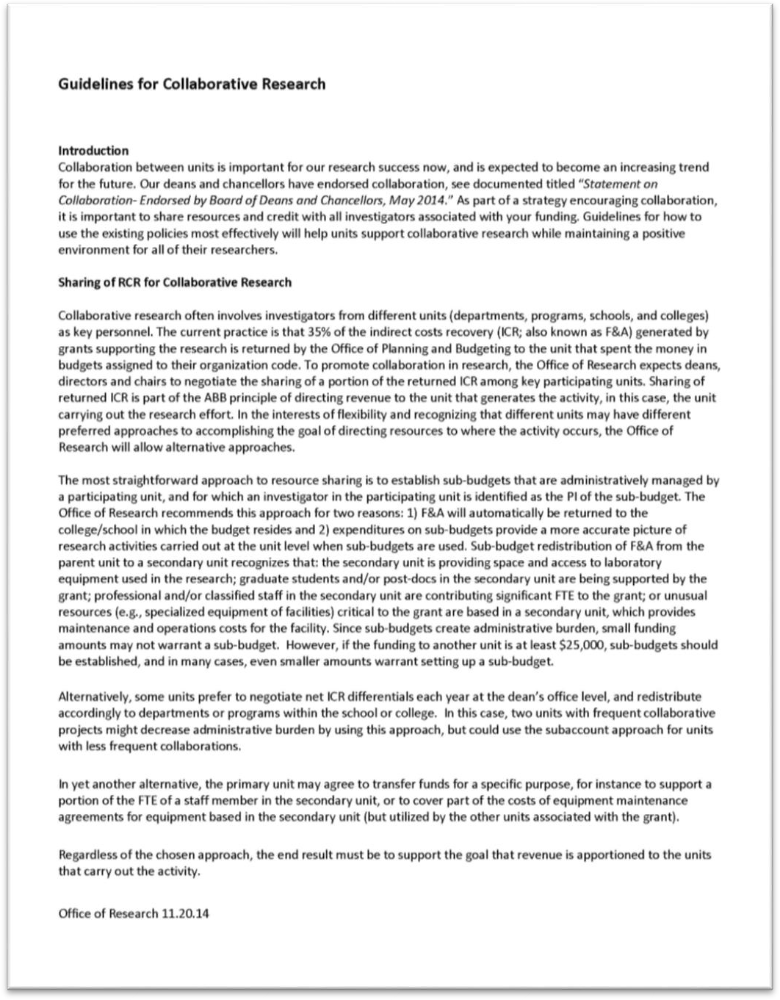 Guidelines for Collaborative Research
Introduction
Collaboration between units is important for our research success now, and is expected to become an increasing trend
for the future. Our deans and chancellors have endorsed collaboration, see documented titled “Statement on
Collaboration- Endorsed by Board of Deans and Chancellors, May 2014.” As part of a strategy encouraging collaboration,
it is important to share resources and credit with all investigators associated with your funding. Guidelines for how to
use the existing policies most effectively will help units support collaborative research while maintaining a positive
environment for all of their researchers.
Sharing of RCR for Collaborative Research
Collaborative research often involves investigators from different units (departments, programs, schools, and colleges)
as key personnel. The current practice is that 35% of the indirect costs recovery (ICR; also known as F&A) generated by
grants supporting the research is returned by the Office of Planning and Budgeting to the unit that spent the money in
budgets assigned to their organization code. To promote collaboration in research, the Office of Research expects deans,
directors and chairs to negotiate the sharing of a portion of the returned ICR among key participating units. Sharing of
returned ICR is part of the ABB principle of directing revenue to the unit that generates the activity, in this case, the unit
carrying out the research effort. In the interests of flexibility and recognizing that different units may have different
preferred approaches to accomplishing the goal of directing resources to where the activity occurs, the Office of
Research will allow alternative approaches.
The most straightforward approach to resource sharing is to establish sub-budgets that are administratively managed by
a participating unit, and for which an investigator in the participating unit is identified as the PI of the sub-budget. The
Office of Research recommends this approach for two reasons: 1) F&A will automatically be returned to the
college/school in which the budget resides and 2) expenditures on sub-budgets provide a more accurate picture of
research activities carried out at the unit level when sub-budgets are used. Sub-budget redistribution of F&A from the
parent unit to a secondary unit recognizes that: the secondary unit is providing space and access to laboratory
equipment used in the research; graduate students and/or post-docs in the secondary unit are being supported by the
grant; professional and/or classified staff in the secondary unit are contributing significant FTE to the grant; or unusual
resources (e.g., specialized equipment of facilities) critical to the grant are based in a secondary unit, which provides
maintenance and operations costs for the facility. Since sub-budgets create administrative burden, small funding
amounts may not warrant a sub-budget.  However, if the funding to another unit is at least $25,000, sub-budgets should
be established, and in many cases, even smaller amounts warrant setting up a sub-budget.
Alternatively, some units prefer to negotiate net ICR differentials each year at the dean’s office level, and redistribute
accordingly to departments or programs within the school or college.  In this case, two units with frequent collaborative
projects might decrease administrative burden by using this approach, but could use the subaccount approach for units
with less frequent collaborations.
In yet another alternative, the primary unit may agree to transfer funds for a specific purpose, for instance to support a
portion of the FTE of a staff member in the secondary unit, or to cover part of the costs of equipment maintenance
agreements for equipment based in the secondary unit (but utilized by the other units associated with the grant).
Regardless of the chosen approach, the end result must be to support the goal that revenue is apportioned to the units
that carry out the activity.
Office of Research 11.20.14